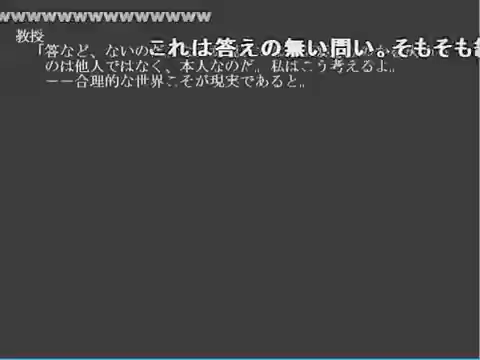 wwwwwwwwwwwwwwwww
教授
「答など、ないの
これは答えの無い問い。そもそも
のは他人ではなく、本人なのだ。私はこう考えるよ。
――合理的な世界こそが現実であると。